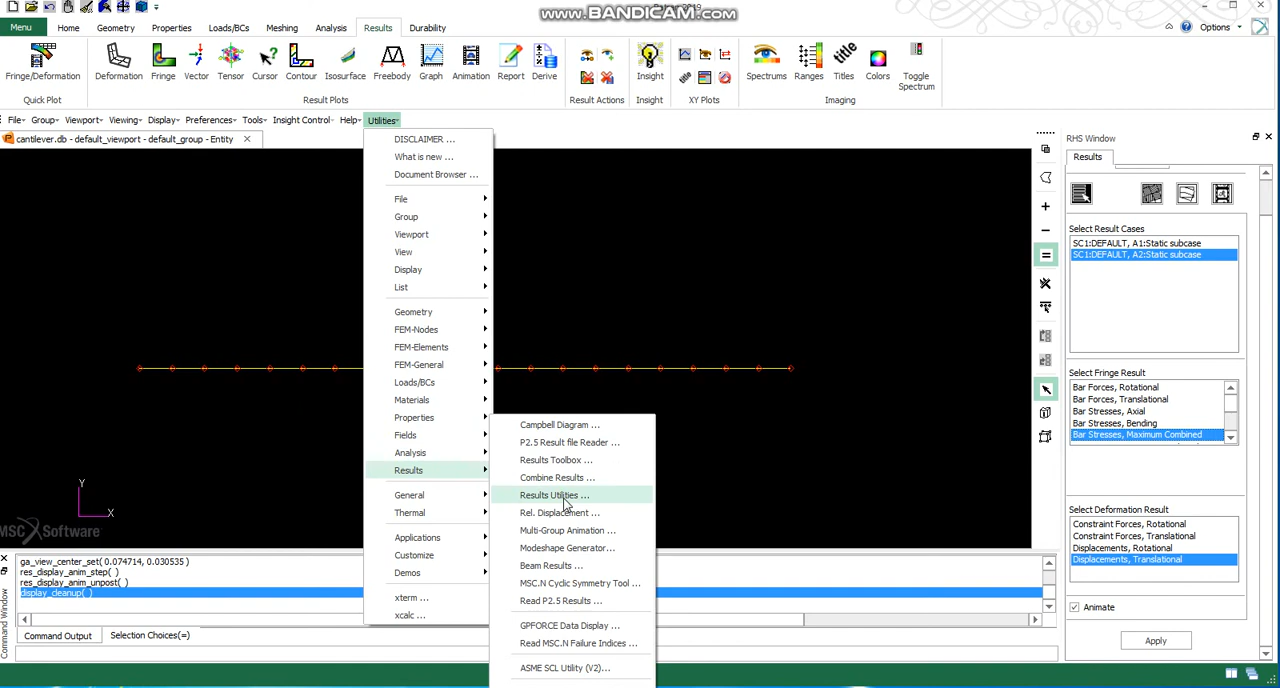 www.BANDICAM.com
Menu Home Geometry Properties Loads/BCs Meshing Analysis Results Durability Options
Fringe/Deformation Deformation Fringe Vector Tensor Cursor Contour Isosurface Freebody Graph Animation Report Derive Insight Spectrums Ranges Titles Colors Toggle Spectrum
title
Quick Plot Result Plots Result Actions Insight XY Plots Imaging
File Group Viewport Viewing Display Preferences Tools Insight Control Help Utilities
cantilever.db - default_viewport - default_group - Entity
DISCLAIMER ...
What is new ...
Document Browser ...
File
Group
Viewport
View
Display
List
Geometry
FEM-Nodes
FEM-Elements
FEM-General
Loads/BCs
Materials
Properties
Fields
Analysis
Results
General
Thermal
Applications
Customize
Demos
xterm ...
xcalc ...
Campbell Diagram ...
P2.5 Result file Reader ...
Results Toolbox ...
Combine Results ...
Results Utilities ...
Rel. Displacement ...
Multi-Group Animation ...
Modeshape Generator...
Beam Results ...
MSC.N Cyclic Symmetry Tool ...
Read P2.5 Results ...
GPFORCE Data Display ...
Read MSC.N Failure Indices ...
ASME SCL Utility (V2)...
RHS Window
Results
Select Result Cases
SC1:DEFAULT, A1:Static subcase
SC1:DEFAULT, A2:Static subcase
Select Fringe Result
Bar Forces, Rotational
Bar Forces, Translational
Bar Stresses, Axial
Bar Stresses, Bending
Bar Stresses, Maximum Combined
Select Deformation Result
Constraint Forces, Rotational
Constraint Forces, Translational
Displacements, Rotational
Displacements, Translational
Animate
Apply
Y
X
MSC Software
Command Window
ga_view_center_set( 0.074714, 0.030535 )
res_display_anim_step( )
res_display_anim_unpost( )
display_cleanup( )
Command Output Selection Choices(=)